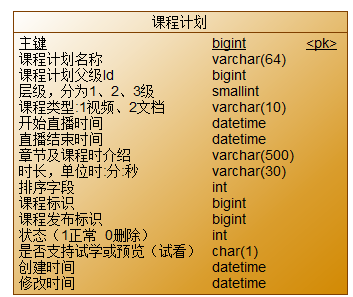 课程计划
主键 bigint <pk>
课程计划名称 varchar(64)
课程计划父级Id bigint
层级，分为1、2、3级 smallint
课程类型:1视频、2文档 varchar(10)
开始直播时间 datetime
直播结束时间 datetime
章节及课程时介绍 varchar(500)
时长，单位时:分:秒 varchar(30)
排序字段 int
课程标识 bigint
课程发布标识 bigint
状态（1正常 0删除） int
是否支持试学或预览（试看） char(1)
创建时间 datetime
修改时间 datetime